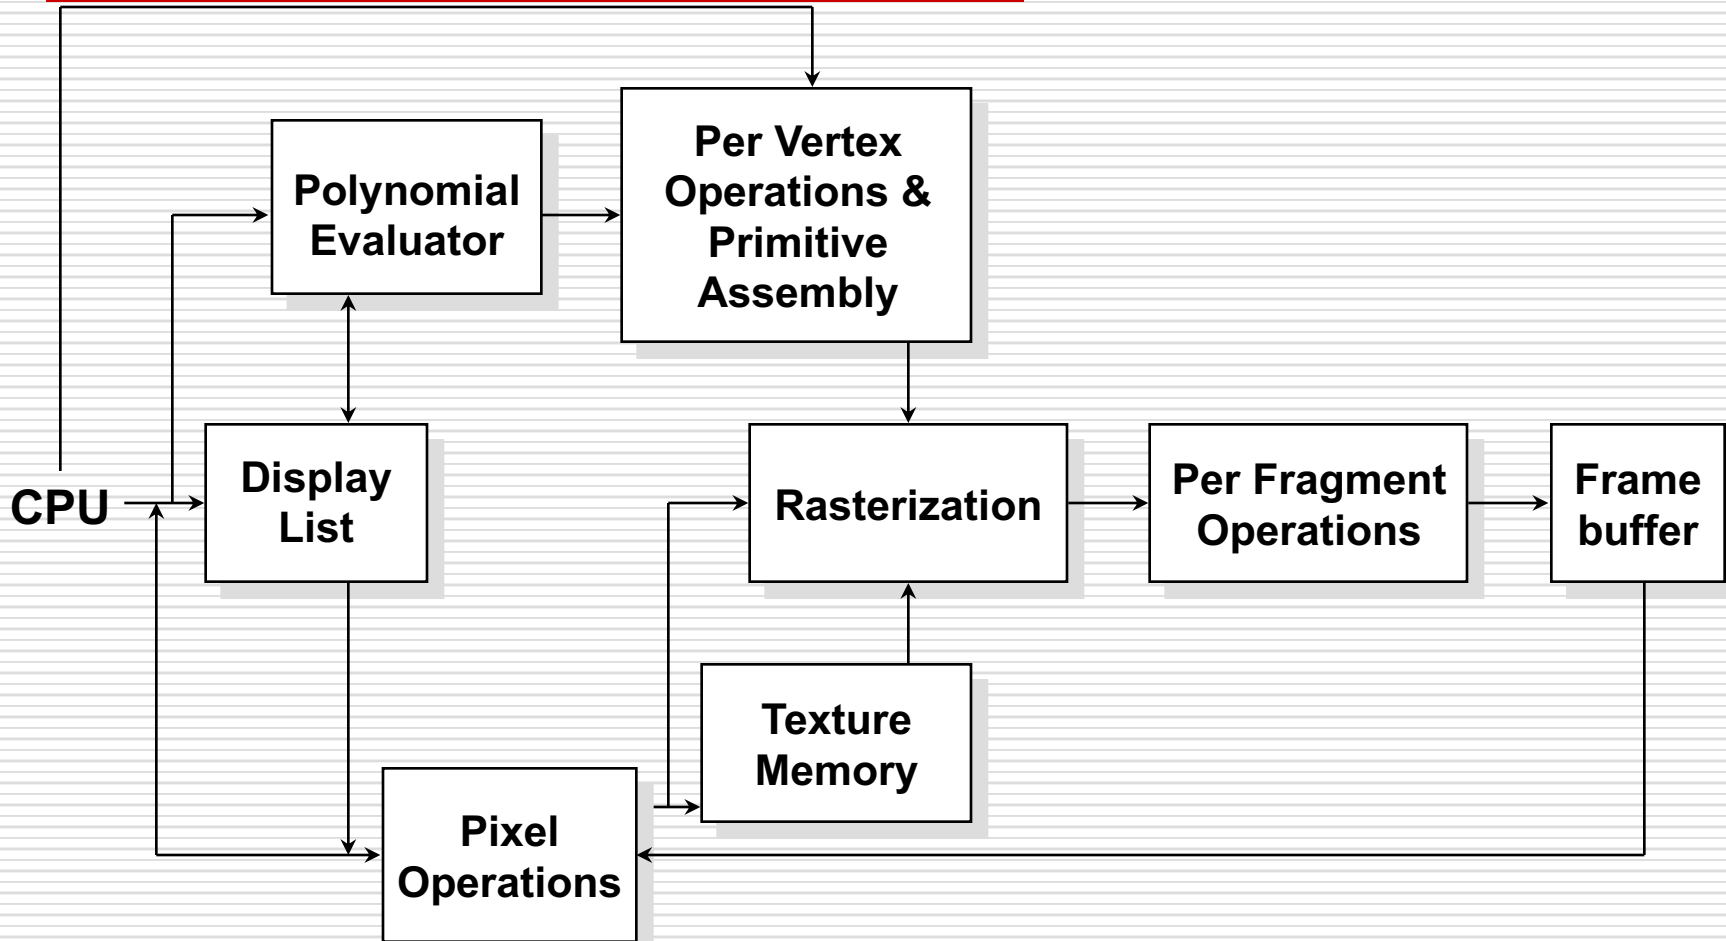 Per Vertex
Operations &
Primitive
Assembly
Polynomial
Evaluator
CPU
Display
List
Rasterization
Per Fragment
Operations
Frame
buffer
Texture
Memory
Pixel
Operations